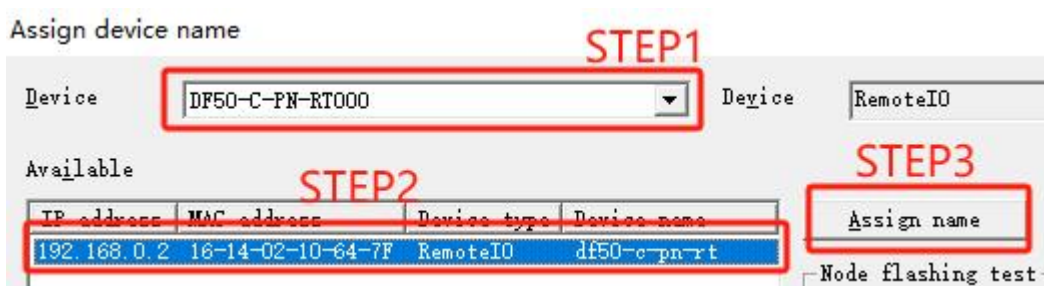 Assign device name
STEP1
Device DF50-C-PN-RT000 Device RemoteIO
Available STEP2 STEP3
IP address MAC address Device type Device name Assign name
192.168.0.2 16-14-02-10-64-7F RemoteIO df50-c-pn-rt
Node flashing test